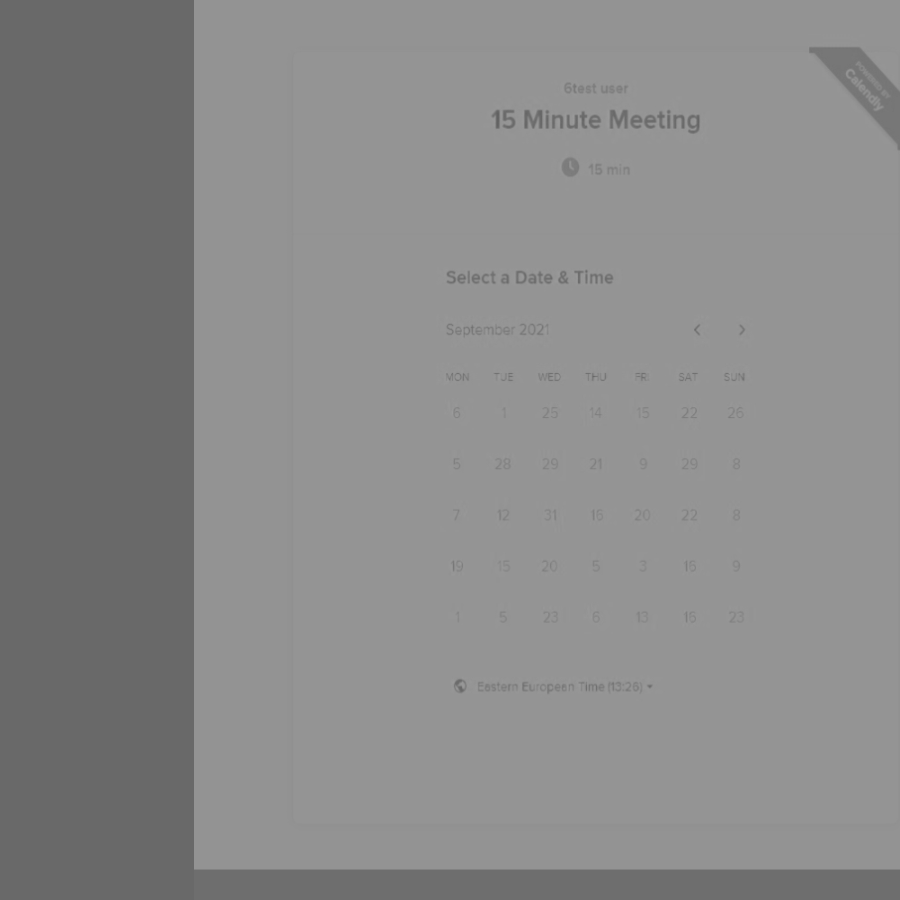 POWERED BY
Calendly
6test user
15 Minute Meeting
15 min
Select a Date & Time
September 2021
MON TUE WED THU FRI SAT SUN
6 1 25 14 15 22 26
5 28 29 21 9 29 8
7 12 31 16 20 22 8
19 15 20 5 3 16 9
1 5 23 6 13 16 23
Eastern European Time (13:26)